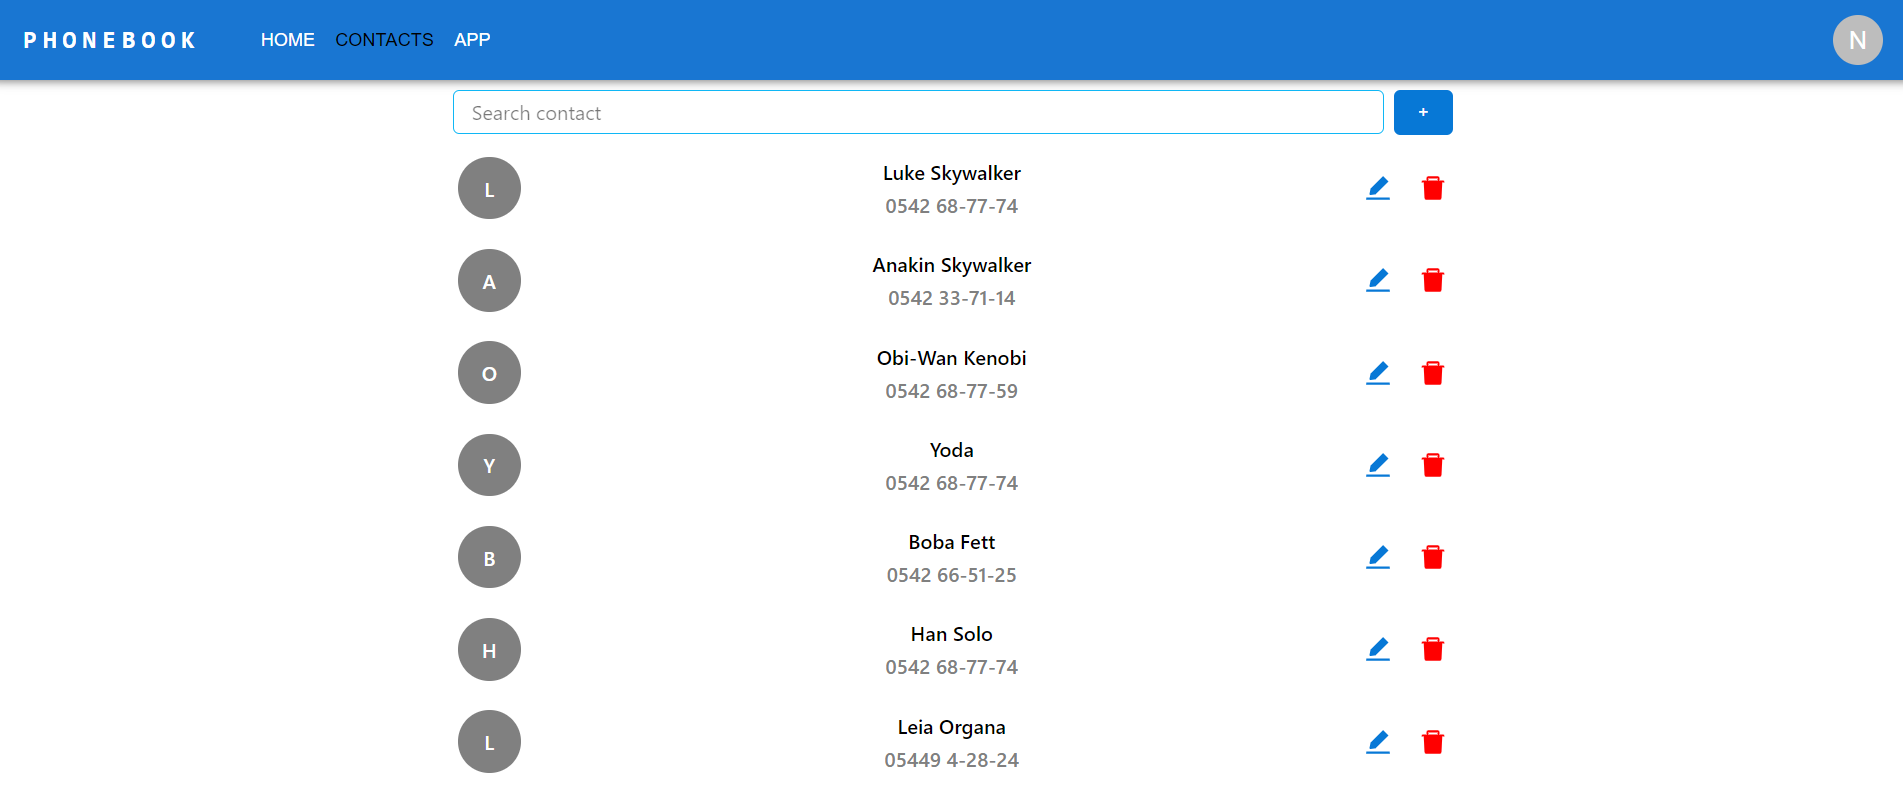 PHONEBOOK HOME CONTACTS APP N
Search contact +
L
Luke Skywalker
0542 68-77-74
A
Anakin Skywalker
0542 33-71-14
O
Obi-Wan Kenobi
0542 68-77-59
Y
Yoda
0542 68-77-74
B
Boba Fett
0542 66-51-25
H
Han Solo
0542 68-77-74
L
Leia Organa
05449 4-28-24